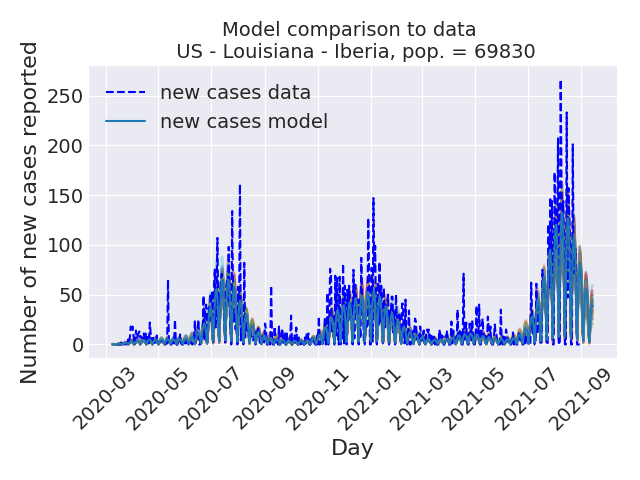 Model comparison to data
US - Louisiana - Iberia, pop. = 69830
Number of new cases reported
250
200
150
100
50
0
new cases data
new cases model
2020-03
2020-05
2020-07
2020-09
2020-11
2021-01
2021-03
2021-05
2021-07
2021-09
Day